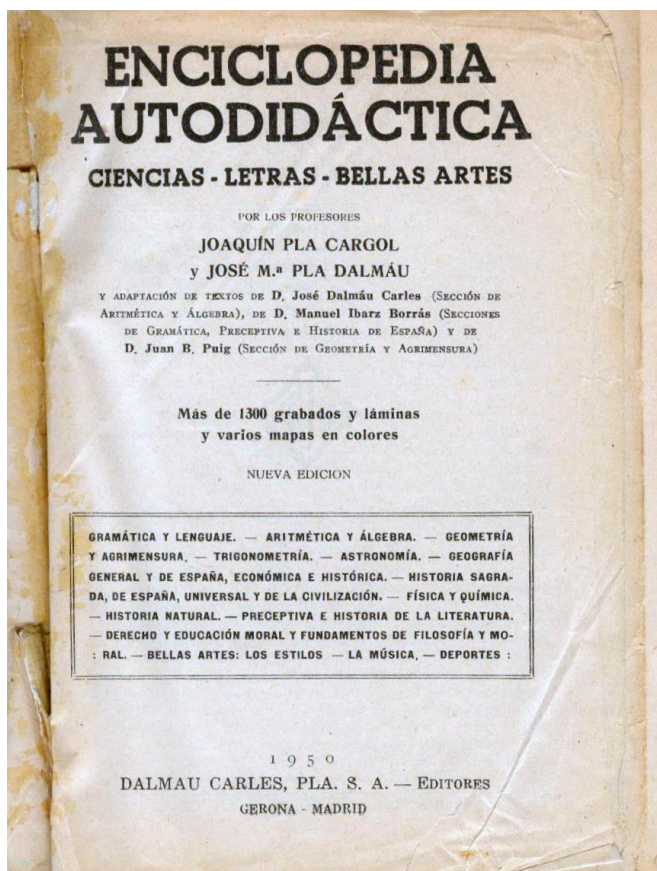 ENCICLOPEDIA
AUTODIDÁCTICA
CIENCIAS - LETRAS - BELLAS ARTES
POR LOS PROFESORES
JOAQUÍN PLA CARGOL
y JOSÉ M.ª PLA DALMÁU
Y ADAPTACIÓN DE TEXTOS DE D. José Dalmáu Carles (SECCIÓN DE
ARITMÉTICA Y ÁLGEBRA), DE D. Manuel Ibarz Borrás (SECCIONES
DE GRAMÁTICA, PRECEPTIVA E HISTORIA DE ESPAÑA) Y DE
D. Juan B. Puig (SECCIÓN DE GEOMETRÍA Y AGRIMENSURA)
Más de 1300 grabados y láminas
y varios mapas en colores
NUEVA EDICION
GRAMÁTICA Y LENGUAJE. — ARITMÉTICA Y ÁLGEBRA. — GEOMETRÍA
Y AGRIMENSURA. — TRIGONOMETRÍA. — ASTRONOMÍA. — GEOGRAFÍA
GENERAL Y DE ESPAÑA, ECONÓMICA E HISTÓRICA. — HISTORIA SAGRA-
DA, DE ESPAÑA, UNIVERSAL Y DE LA CIVILIZACIÓN. — FÍSICA Y QUÍMICA.
— HISTORIA NATURAL. — PRECEPTIVA E HISTORIA DE LA LITERATURA.
— DERECHO Y EDUCACIÓN MORAL Y FUNDAMENTOS DE FILOSOFÍA Y MO-
: RAL. — BELLAS ARTES: LOS ESTILOS — LA MÚSICA. — DEPORTES :
1950
DALMAU CARLES, PLA. S. A. — EDITORES
GERONA - MADRID